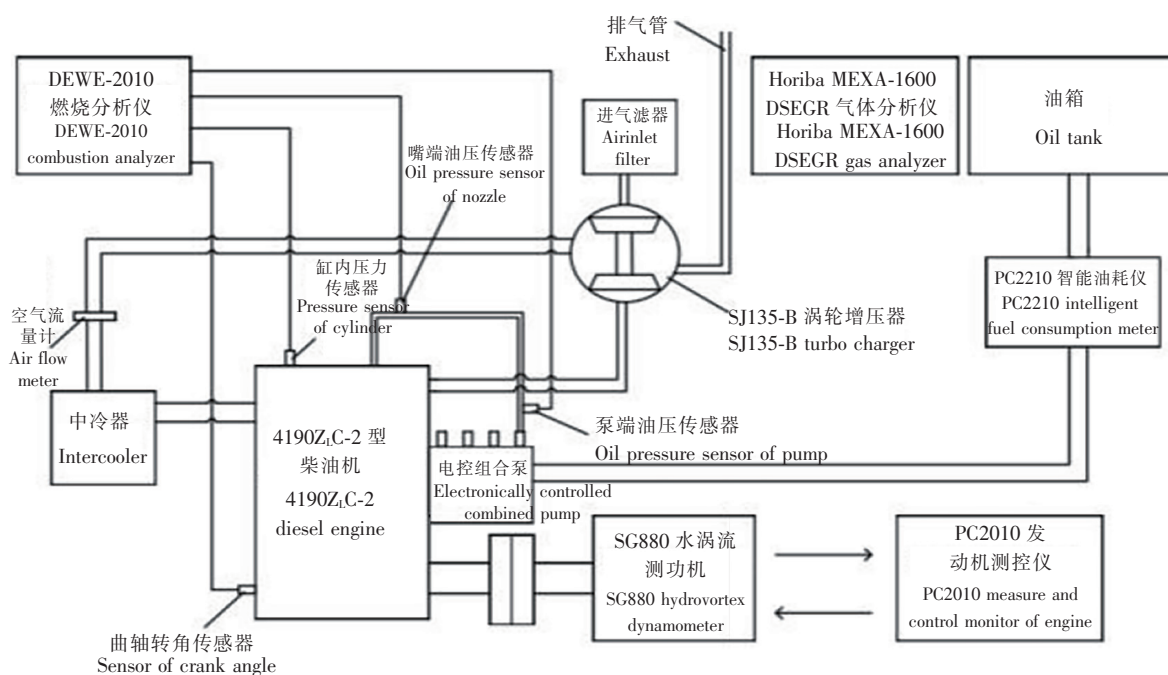 排气管
Exhaust
DEWE-2010
燃烧分析仪
DEWE-2010
combustion analyzer
进气滤器
Airinlet
filter
Horiba MEXA-1600
DSEGR 气体分析仪
Horiba MEXA-1600
DSEGR gas analyzer
油箱
Oil tank
嘴端油压传感器
Oil pressure sensor
of nozzle
缸内压力
传感器
Pressure sensor
of cylinder
空气流
量计
Air flow
meter
SJ135-B 涡轮增压器
SJ135-B turbo charger
PC2210 智能油耗仪
PC2210 intelligent
fuel consumption meter
中冷器
Intercooler
4190ZLC-2 型
柴油机
4190ZLC-2
diesel engine
泵端油压传感器
Oil pressure sensor of pump
电控组合泵
Electronically controlled
combined pump
SG880 水涡流
测功机
SG880 hydrovortex
dynamometer
PC2010 发
动机测控仪
PC2010 measure and
control monitor of engine
曲轴转角传感器
Sensor of crank angle